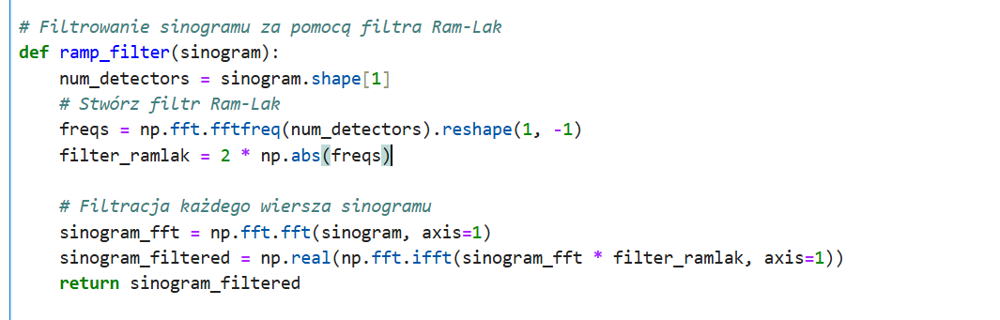 # Filtrowanie sinogramu za pomocą filtra Ram-Lak
def ramp_filter(sinogram):
    num_detectors = sinogram.shape[1]
    # Stwórz filtr Ram-Lak
    freqs = np.fft.fftfreq(num_detectors).reshape(1, -1)
    filter_ramlak = 2 * np.abs(freqs)

    # Filtracja każdego wiersza sinogramu
    sinogram_fft = np.fft.fft(sinogram, axis=1)
    sinogram_filtered = np.real(np.fft.ifft(sinogram_fft * filter_ramlak, axis=1))
    return sinogram_filtered